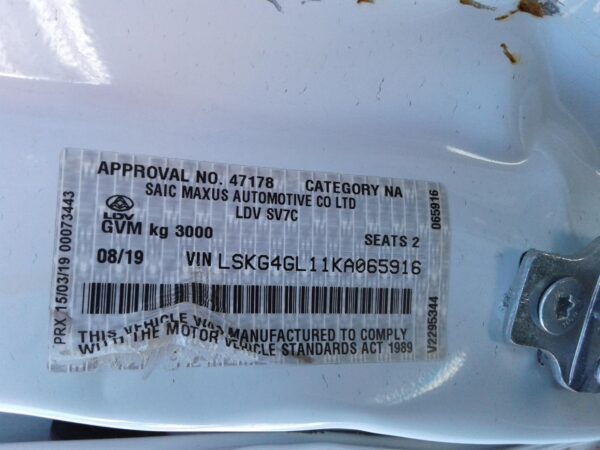 APPROVAL NO. 47178 CATEGORY NA
SAIC MAXUS AUTOMOTIVE CO LTD
LDV
LDV SV7C
GVM kg 3000
SEATS 2
08/19 VIN LSKG4GL11KA065916
THIS VEHICLE WAS MANUFACTURED TO COMPLY
WITH THE MOTOR VEHICLE STANDARDS ACT 1989
PRX 15/03/19 00073443
065916
V2295344